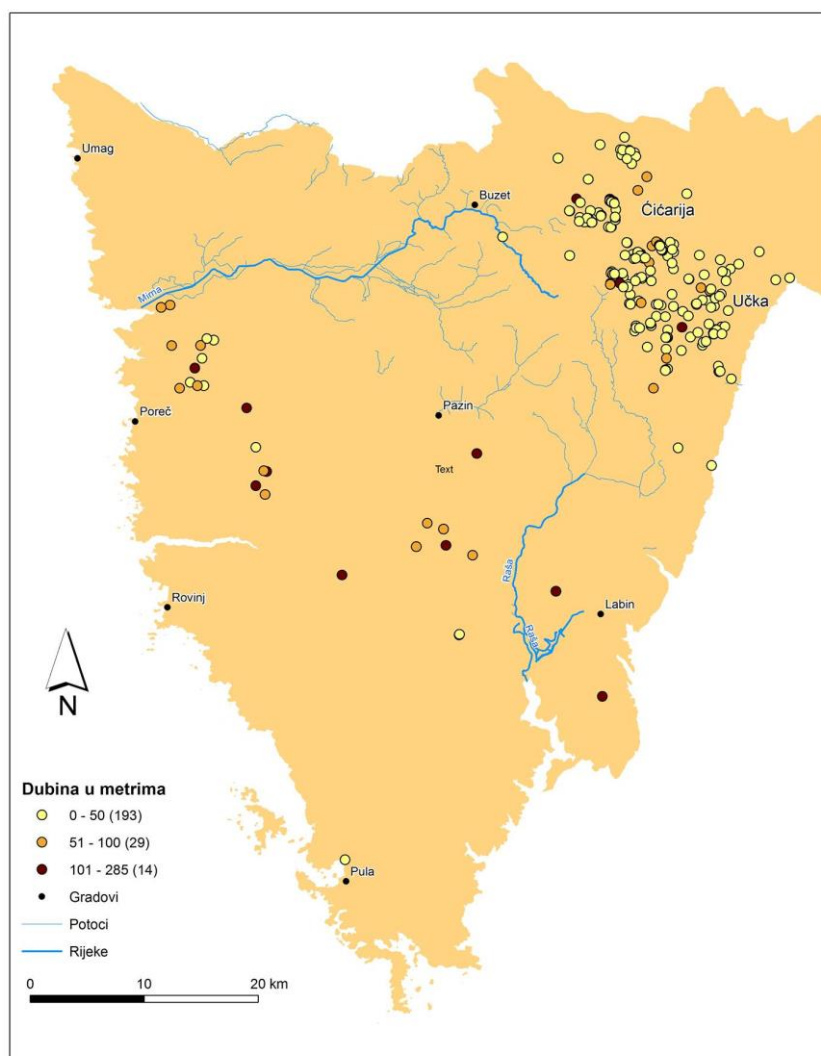 Umag
Buzet
Ćićarija
Mirna
Učka
Poreč
Pazin
Text
Raša
Rovinj
Labin
Raša
N
Dubina u metrima
0 - 50 (193)
51 - 100 (29)
101 - 285 (14)
Pula
Gradovi
Potoci
Rijeke
0 10 20 km